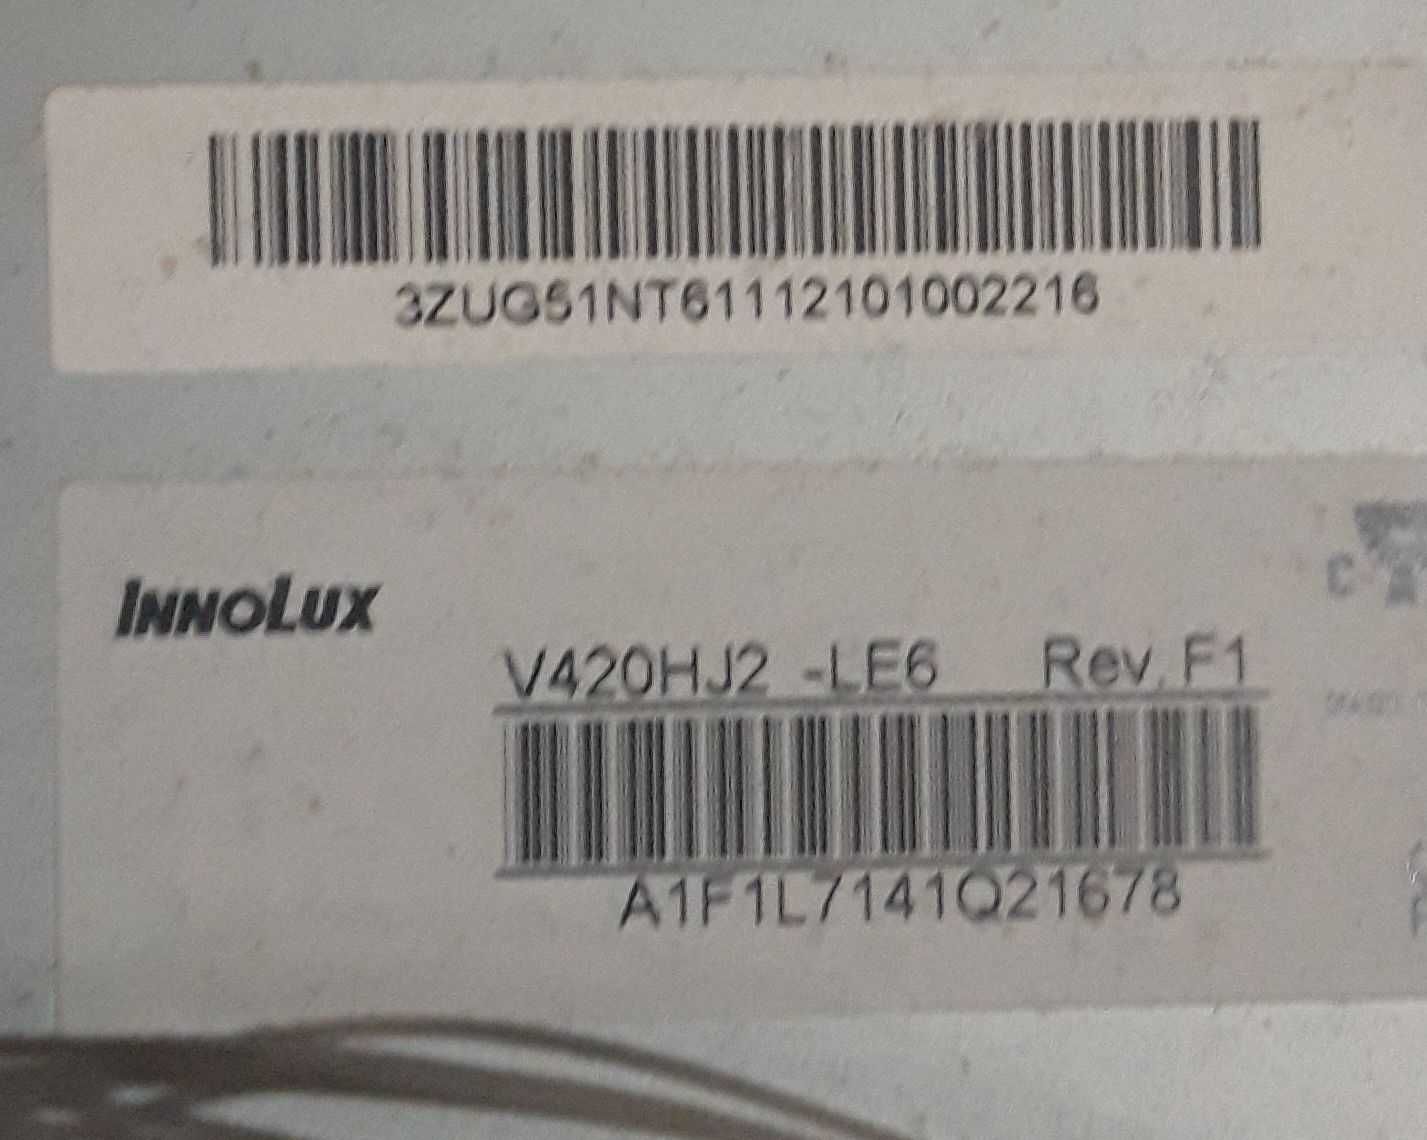 3ZUG51NT61112101002216
INNOLUX
V420HJ2 -LE6 Rev. F1
A1F1L7141Q21678